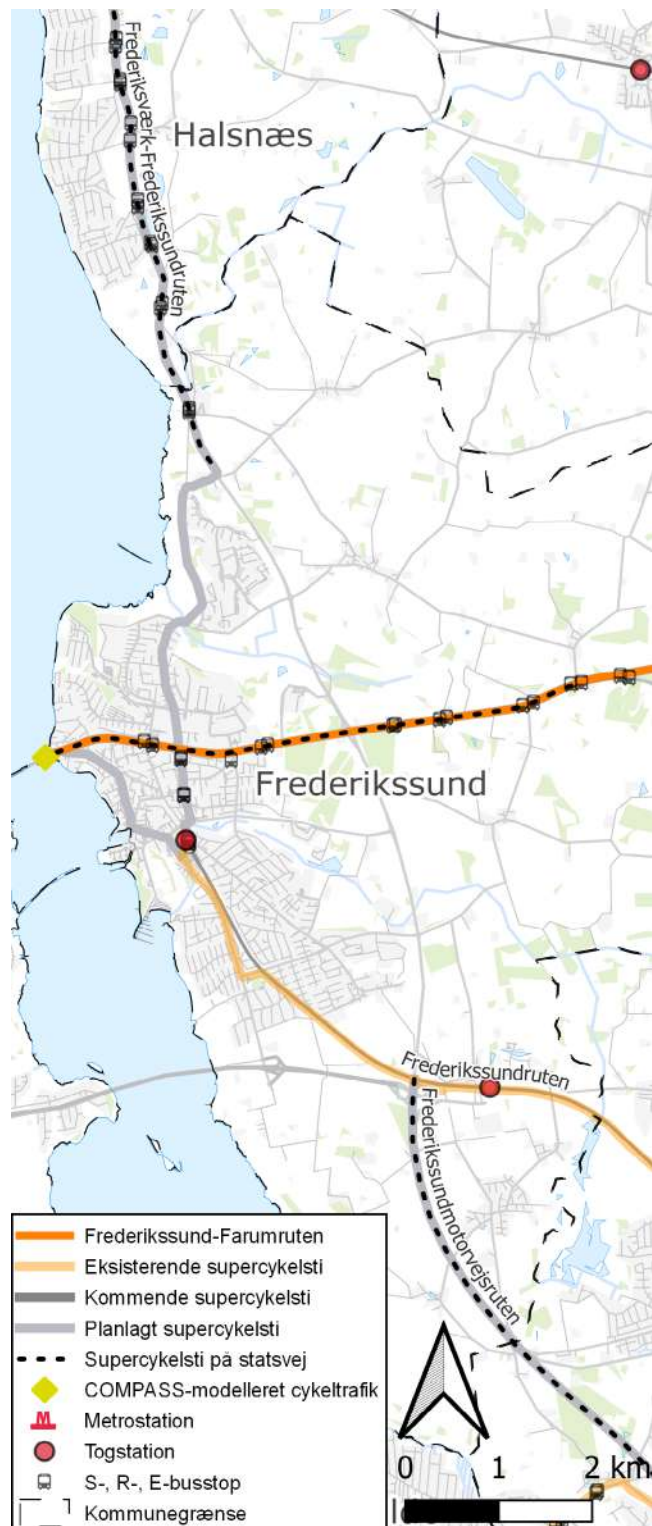 Frederiksværk-Frederikssundruten
Halsnæs
Frederikssund
Frederikssundruten
Frederikssundmotorvejsruten
Frederikssund-Farumruten
Eksisterende supercykelsti
Kommende supercykelsti
Planlagt supercykelsti
Supercykelsti på statsvej
COMPASS-modelleret cykeltrafik
M Metrostation
Togstation
S-, R-, E-busstop
Kommunegrænse
0 1 2 km